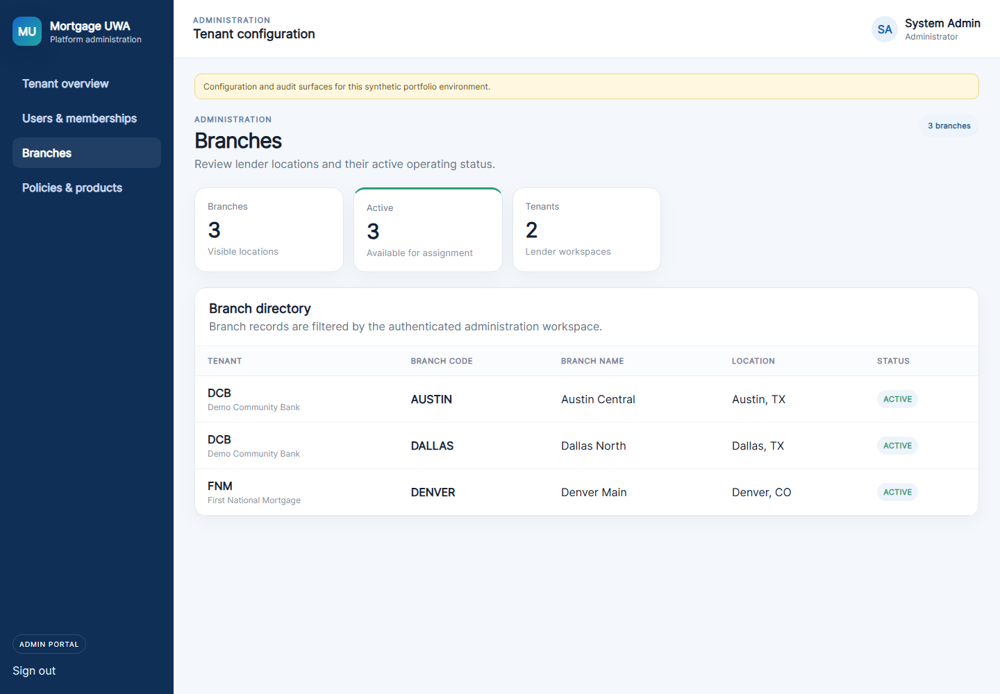 MU
Mortgage UWA
Platform administration
Tenant overview
Users & memberships
Branches
Policies & products
ADMIN PORTAL
Sign out
ADMINISTRATION
Tenant configuration
SA
System Admin
Administrator
Configuration and audit surfaces for this synthetic portfolio environment.
ADMINISTRATION
Branches
Review lender locations and their active operating status.
3 branches
Branches
3
Visible locations
Active
3
Available for assignment
Tenants
2
Lender workspaces
Branch directory
Branch records are filtered by the authenticated administration workspace.
TENANT BRANCH CODE BRANCH NAME LOCATION STATUS
DCB
Demo Community Bank
AUSTIN Austin Central Austin, TX ACTIVE
DCB
Demo Community Bank
DALLAS Dallas North Dallas, TX ACTIVE
FNM
First National Mortgage
DENVER Denver Main Denver, CO ACTIVE